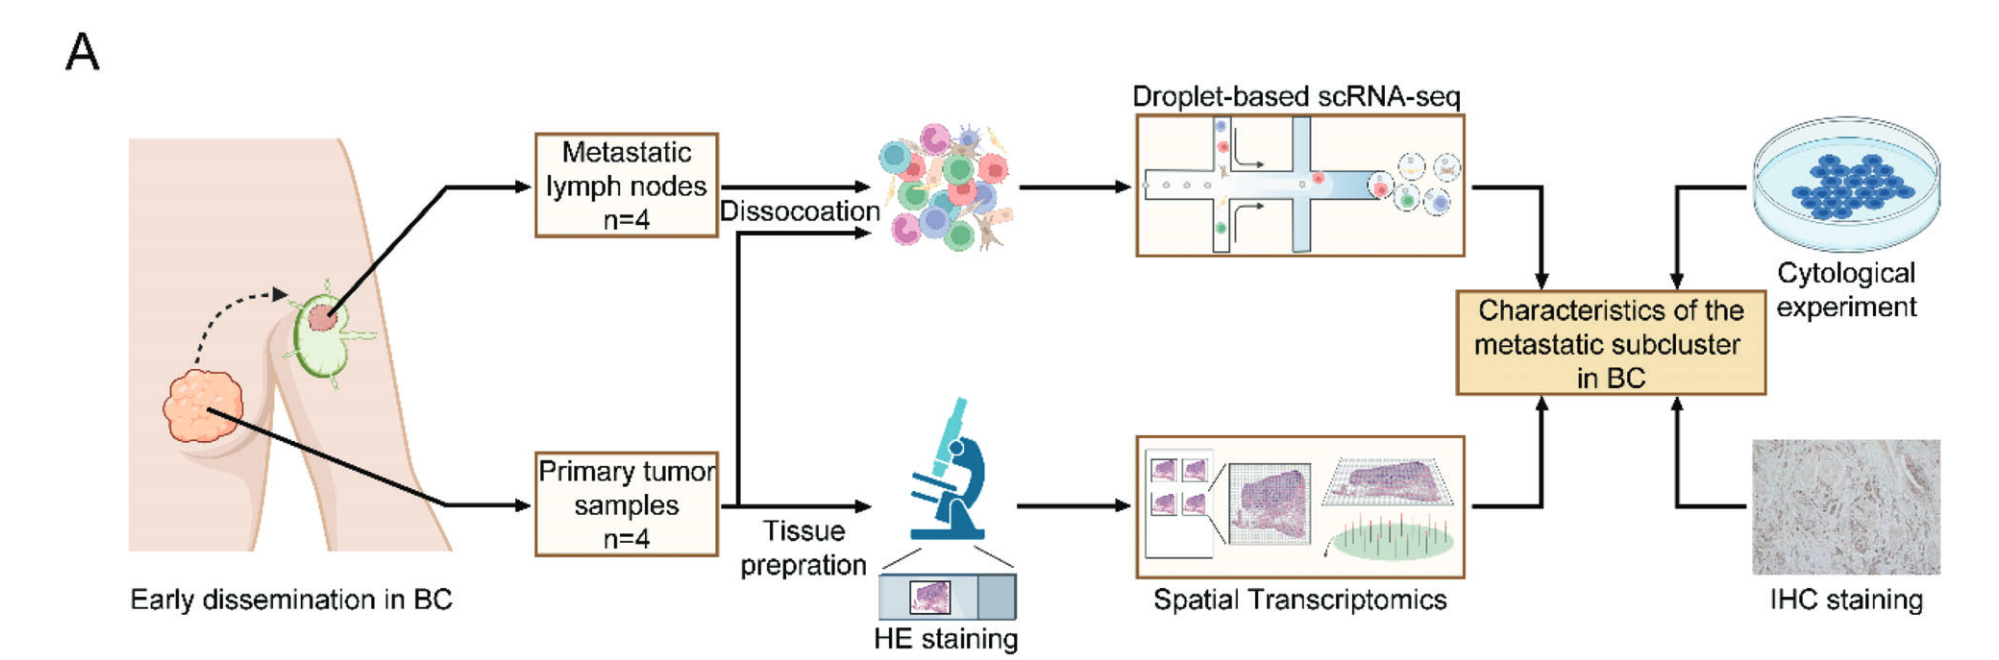 A
Droplet-based scRNA-seq
Metastatic
lymph nodes
n=4
Dissocoation
Cytological
experiment
Characteristics of the
metastatic subcluster
in BC
Primary tumor
samples
n=4
Tissue
prepration
Early dissemination in BC
HE staining
Spatial Transcriptomics
IHC staining